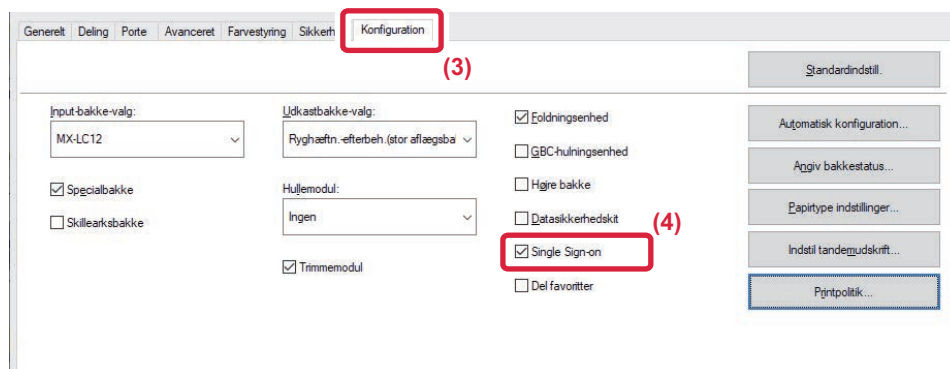 Generelt Deling Porte Avanceret Farvestyring Sikkerh Konfiguration
(3)
Standardindstill.
Input-bakke-valg:
MX-LC12
Specialbakke
Skillearksbakke
Udkastbakke-valg:
Ryghæftn.-efterbeh.(stor aflægsba
Hullemodul:
Ingen
Trimmemodul
Foldningsenhed
GBC-hulningsenhed
Højre bakke
Datasikkerhedskit
(4)
Single Sign-on
Del favoritter
Automatisk konfiguration...
Angiv bakkestatus...
Papirtype indstillinger...
Indstil tandemudskrift...
Printpolitik...